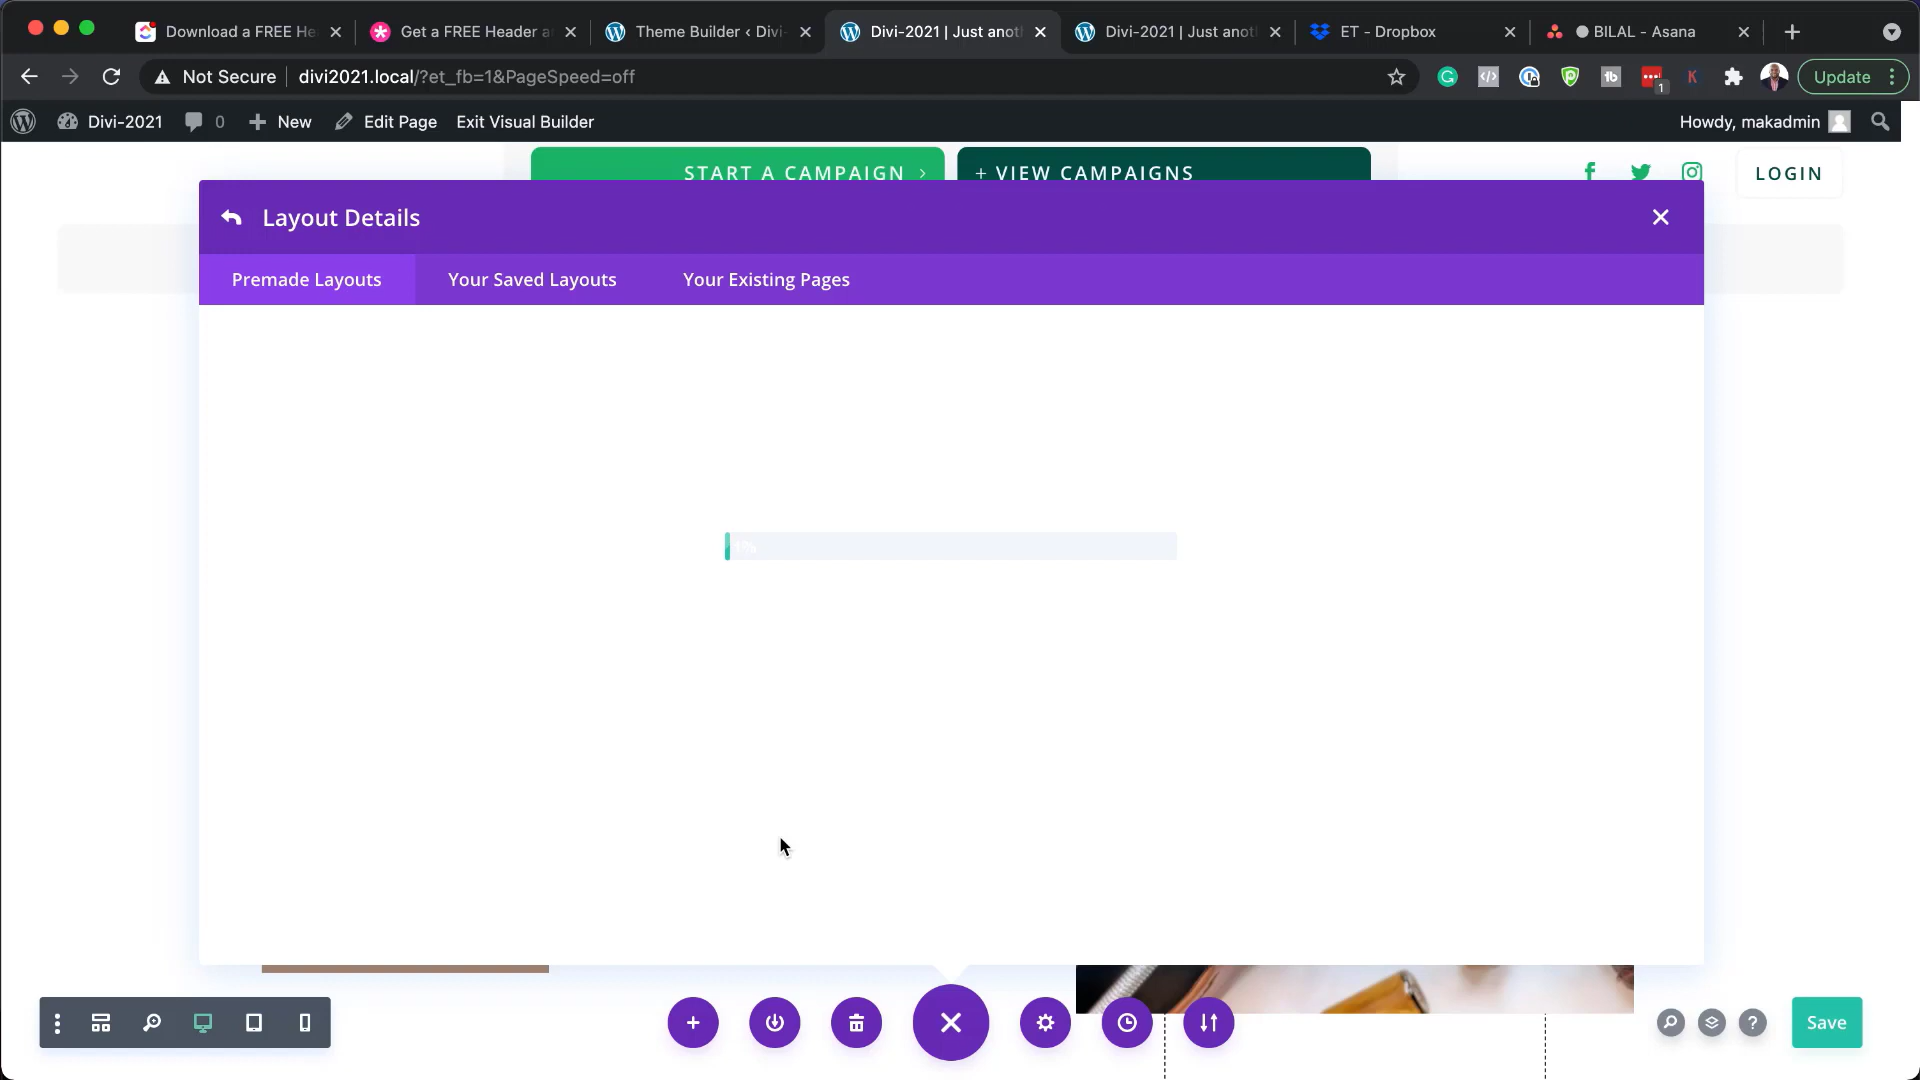 Download a FREE He
Get a FREE Header a
Theme Builder ‹ Divi-
Divi-2021 | Just anot
Divi-2021 | Just anot
ET - Dropbox
BILAL - Asana
Not Secure
divi2021.local/?et_fb=1&PageSpeed=off
1
Update
Divi-2021
0
New
Edit Page
Exit Visual Builder
Howdy, makadmin
START A CAMPAIGN ›
+ VIEW CAMPAIGNS
LOGIN
Layout Details
Premade Layouts
Your Saved Layouts
Your Existing Pages
Save